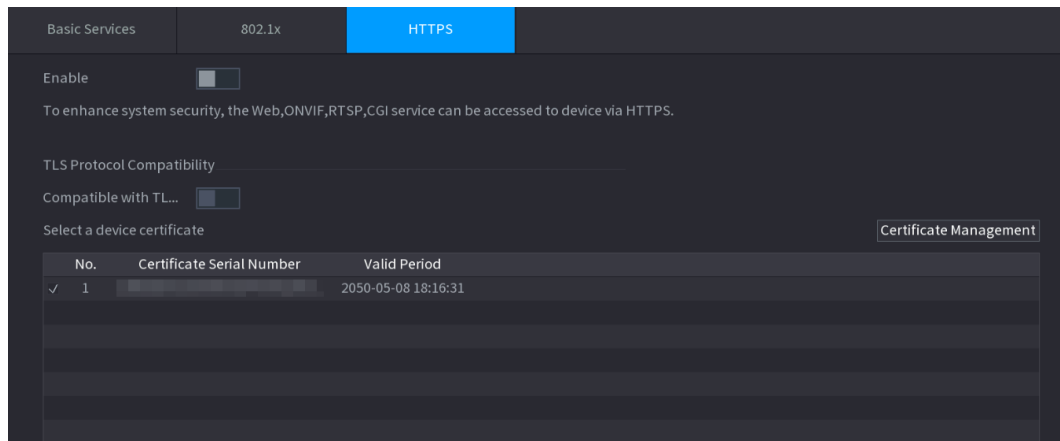 Basic Services 802.1x HTTPS
Enable
To enhance system security, the Web,ONVIF,RTSP,CGI service can be accessed to device via HTTPS.
TLS Protocol Compatibility
Compatible with TL...
Select a device certificate Certificate Management
No. Certificate Serial Number Valid Period
1 2050-05-08 18:16:31